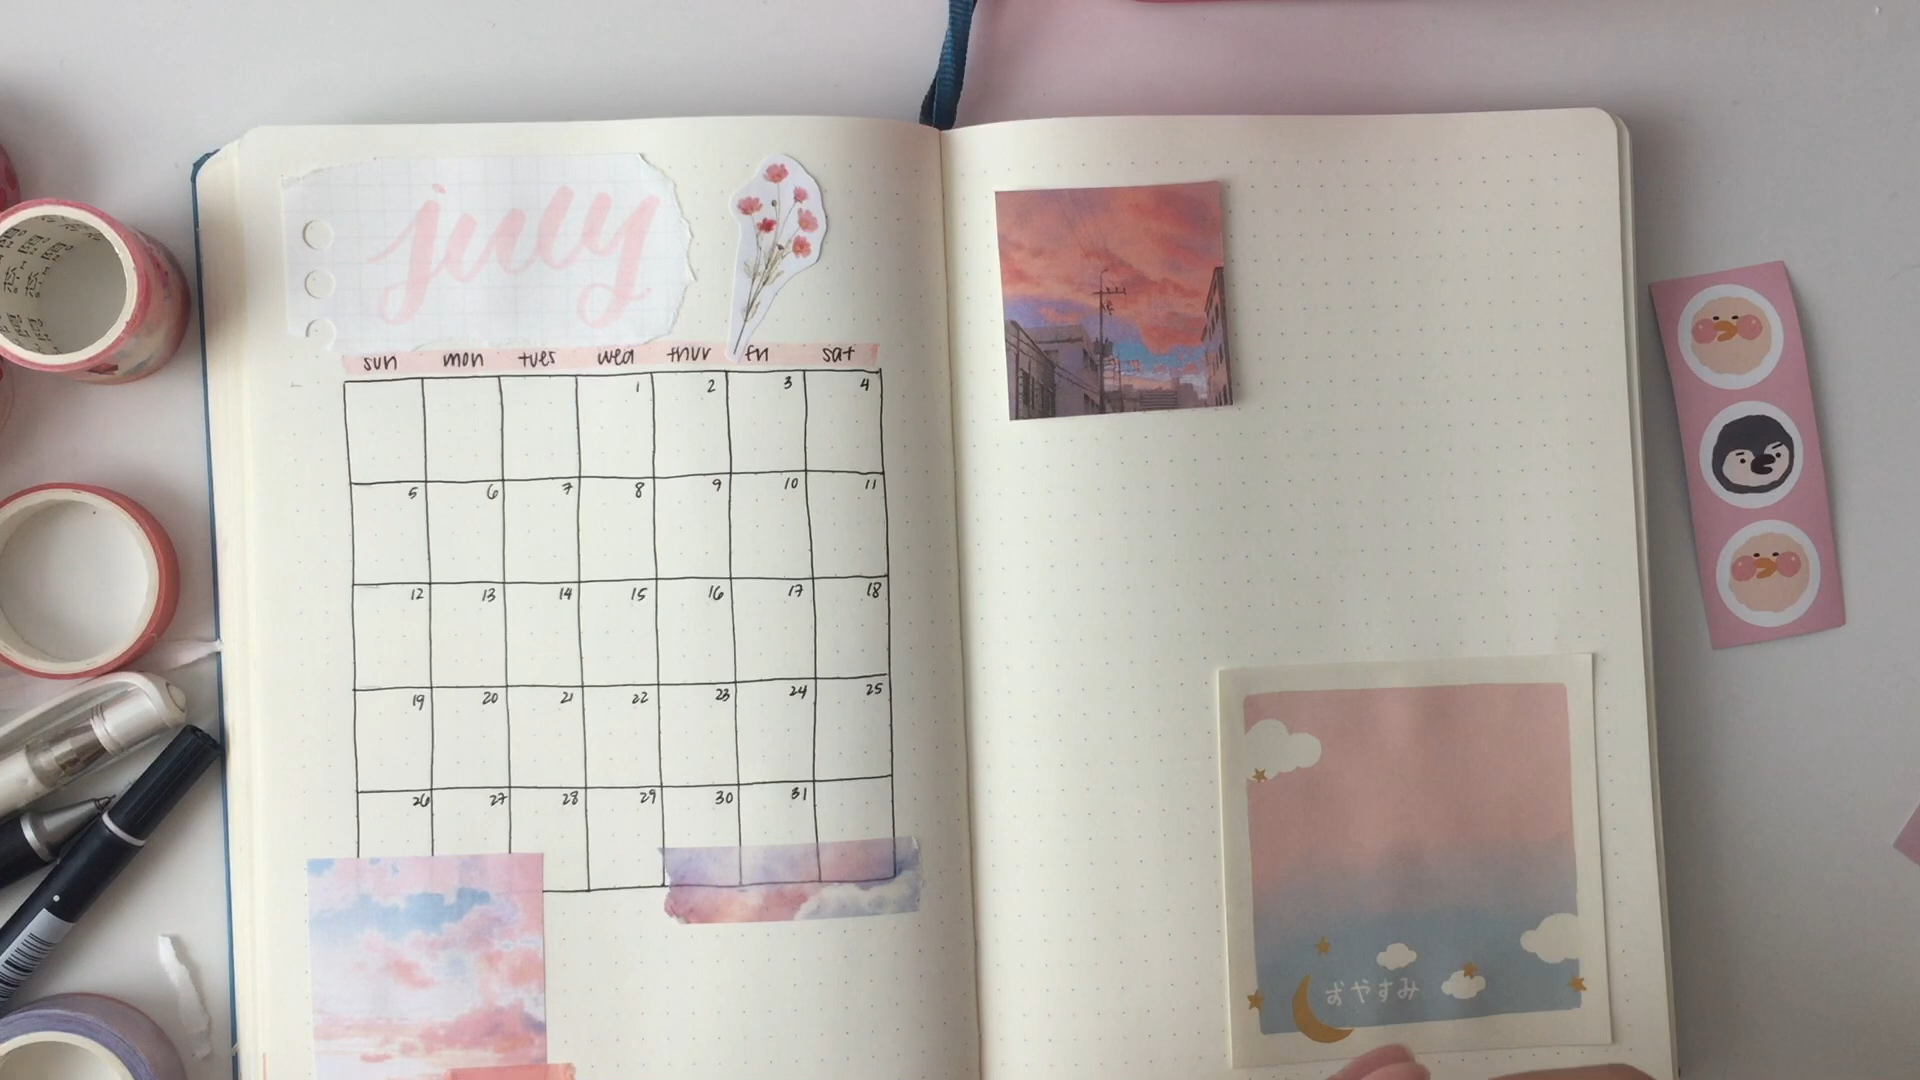 july
sun mon tues wed thur fri sat
1 2 3 4
5 6 7 8 9 10 11
12 13 14 15 16 17 18
19 20 21 22 23 24 25
26 27 28 29 30 31
おやすみ